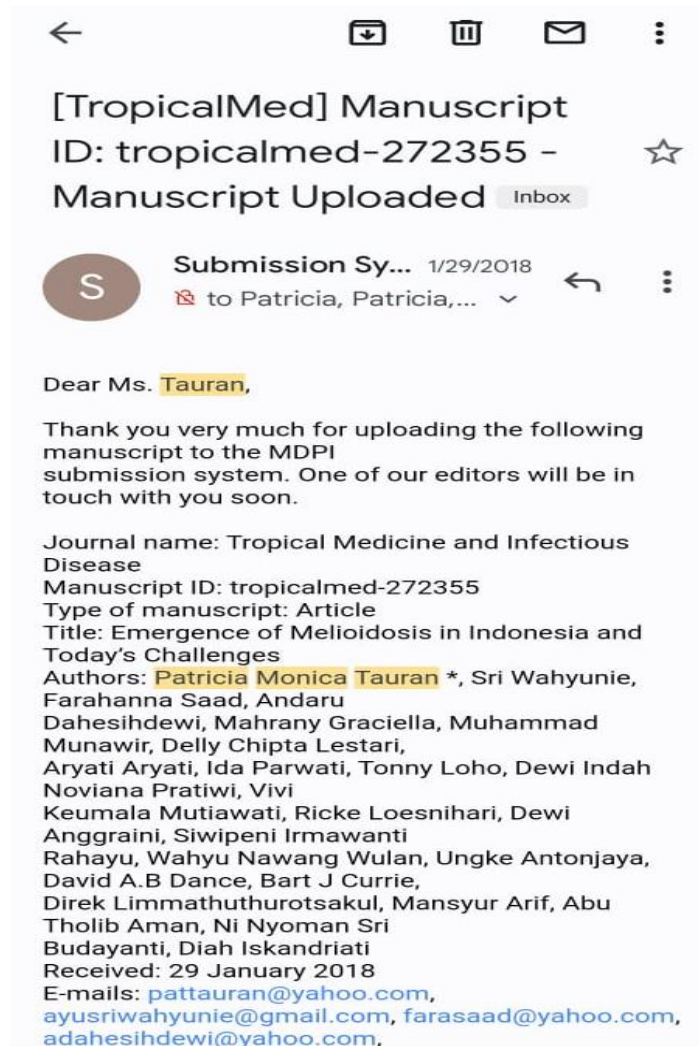 [TropicalMed] Manuscript
ID: tropicalmed-272355 -
Manuscript Uploaded Inbox
S
Submission Sy... 1/29/2018
to Patricia, Patricia,...
Dear Ms. Tauran,
Thank you very much for uploading the following
manuscript to the MDPI
submission system. One of our editors will be in
touch with you soon.
Journal name: Tropical Medicine and Infectious
Disease
Manuscript ID: tropicalmed-272355
Type of manuscript: Article
Title: Emergence of Melioidosis in Indonesia and
Today's Challenges
Authors: Patricia Monica Tauran *, Sri Wahyunie,
Farahanna Saad, Andaru
Dahesihdewi, Mahrany Graciella, Muhammad
Munawir, Delly Chipta Lestari,
Aryati Aryati, Ida Parwati, Tonny Loho, Dewi Indah
Noviana Pratiwi, Vivi
Keumala Mutiawati, Ricke Loesnihari, Dewi
Anggraini, Siwipeni Irmawanti
Rahayu, Wahyu Nawang Wulan, Ungke Antonjaya,
David A.B Dance, Bart J Currie,
Direk Limmathuthurotsakul, Mansyur Arif, Abu
Tholib Aman, Ni Nyoman Sri
Budayanti, Diah Iskandriati
Received: 29 January 2018
E-mails: pattauran@yahoo.com,
ayusriwahyunie@gmail.com, farasaad@yahoo.com,
adahesihdewi@yahoo.com,